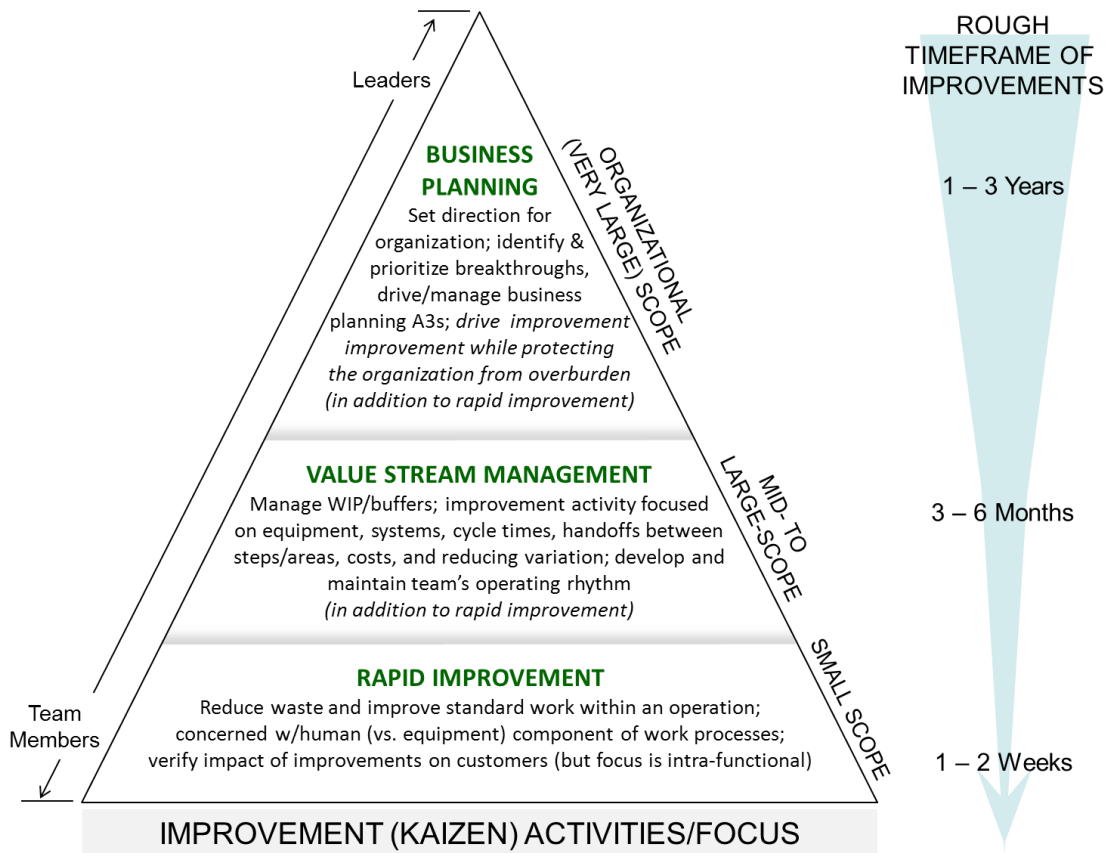 ROUGH
TIMEFRAME OF
IMPROVEMENTS
Leaders
BUSINESS
PLANNING
Set direction for
organization; identify &
prioritize breakthroughs,
drive/manage business
planning A3s; drive improvement
improvement while protecting
the organization from overburden
(in addition to rapid improvement)
ORGANIZATIONAL
(VERY LARGE) SCOPE
1 – 3 Years
VALUE STREAM MANAGEMENT
Manage WIP/buffers; improvement activity focused
on equipment, systems, cycle times, handoffs between
steps/areas, costs, and reducing variation; develop and
maintain team's operating rhythm
(in addition to rapid improvement)
MID- TO
LARGE-SCOPE
3 – 6 Months
RAPID IMPROVEMENT
Reduce waste and improve standard work within an operation;
concerned w/human (vs. equipment) component of work processes;
verify impact of improvements on customers (but focus is intra-functional)
SMALL SCOPE
1 – 2 Weeks
Team
Members
IMPROVEMENT (KAIZEN) ACTIVITIES/FOCUS